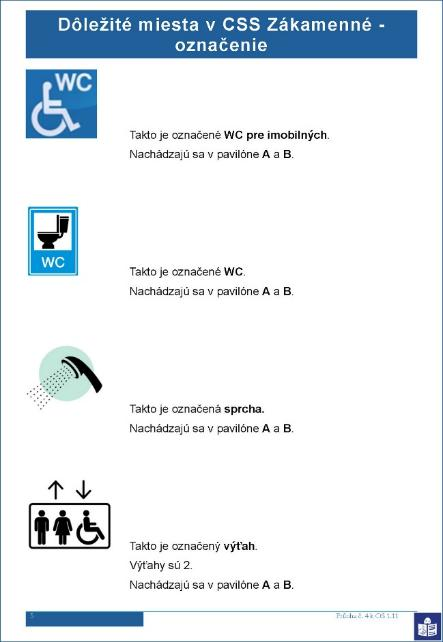 Dôležité miesta v CSS Zákamenné -
označenie
WC
Takto je označené WC pre imobilných.
Nachádzajú sa v pavilóne A a B.
WC
Takto je označené WC.
Nachádzajú sa v pavilóne A a B.
Takto je označená sprcha.
Nachádzajú sa v pavilóne A a B.
Takto je označený výťah.
Výťahy sú 2.
Nachádzajú sa v pavilóne A a B.
Príloha č. 4 k OS 1.11